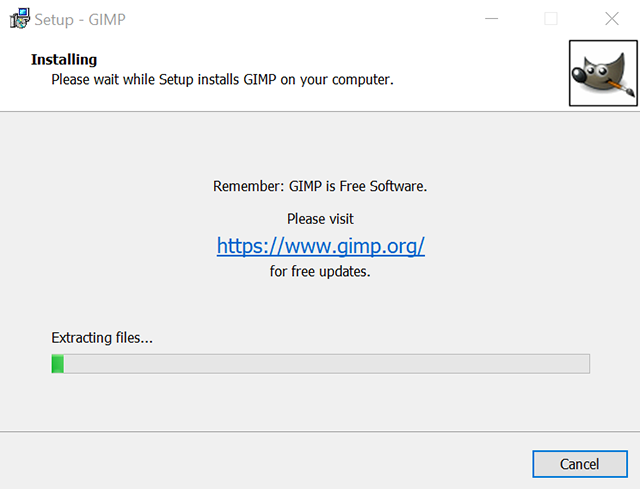 Setup - GIMP
Installing
Please wait while Setup installs GIMP on your computer.
Remember: GIMP is Free Software.
Please visit
https://www.gimp.org/
for free updates.
Extracting files...
Cancel